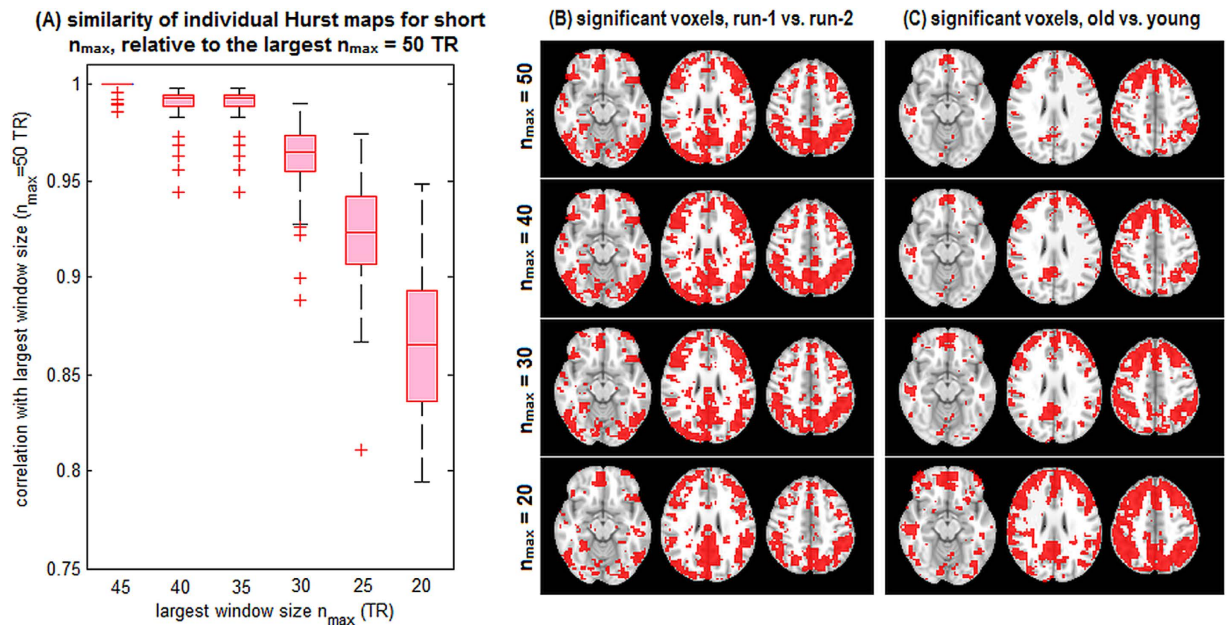 (A) similarity of individual Hurst maps for short
nmax, relative to the largest nmax = 50 TR
correlation with largest window size (nmax=50 TR)
1
0.95
0.9
0.85
0.8
0.75
45 40 35 30 25 20
largest window size nmax (TR)
(B) significant voxels, run-1 vs. run-2
(C) significant voxels, old vs. young
nmax = 50
nmax = 40
nmax = 30
nmax = 20